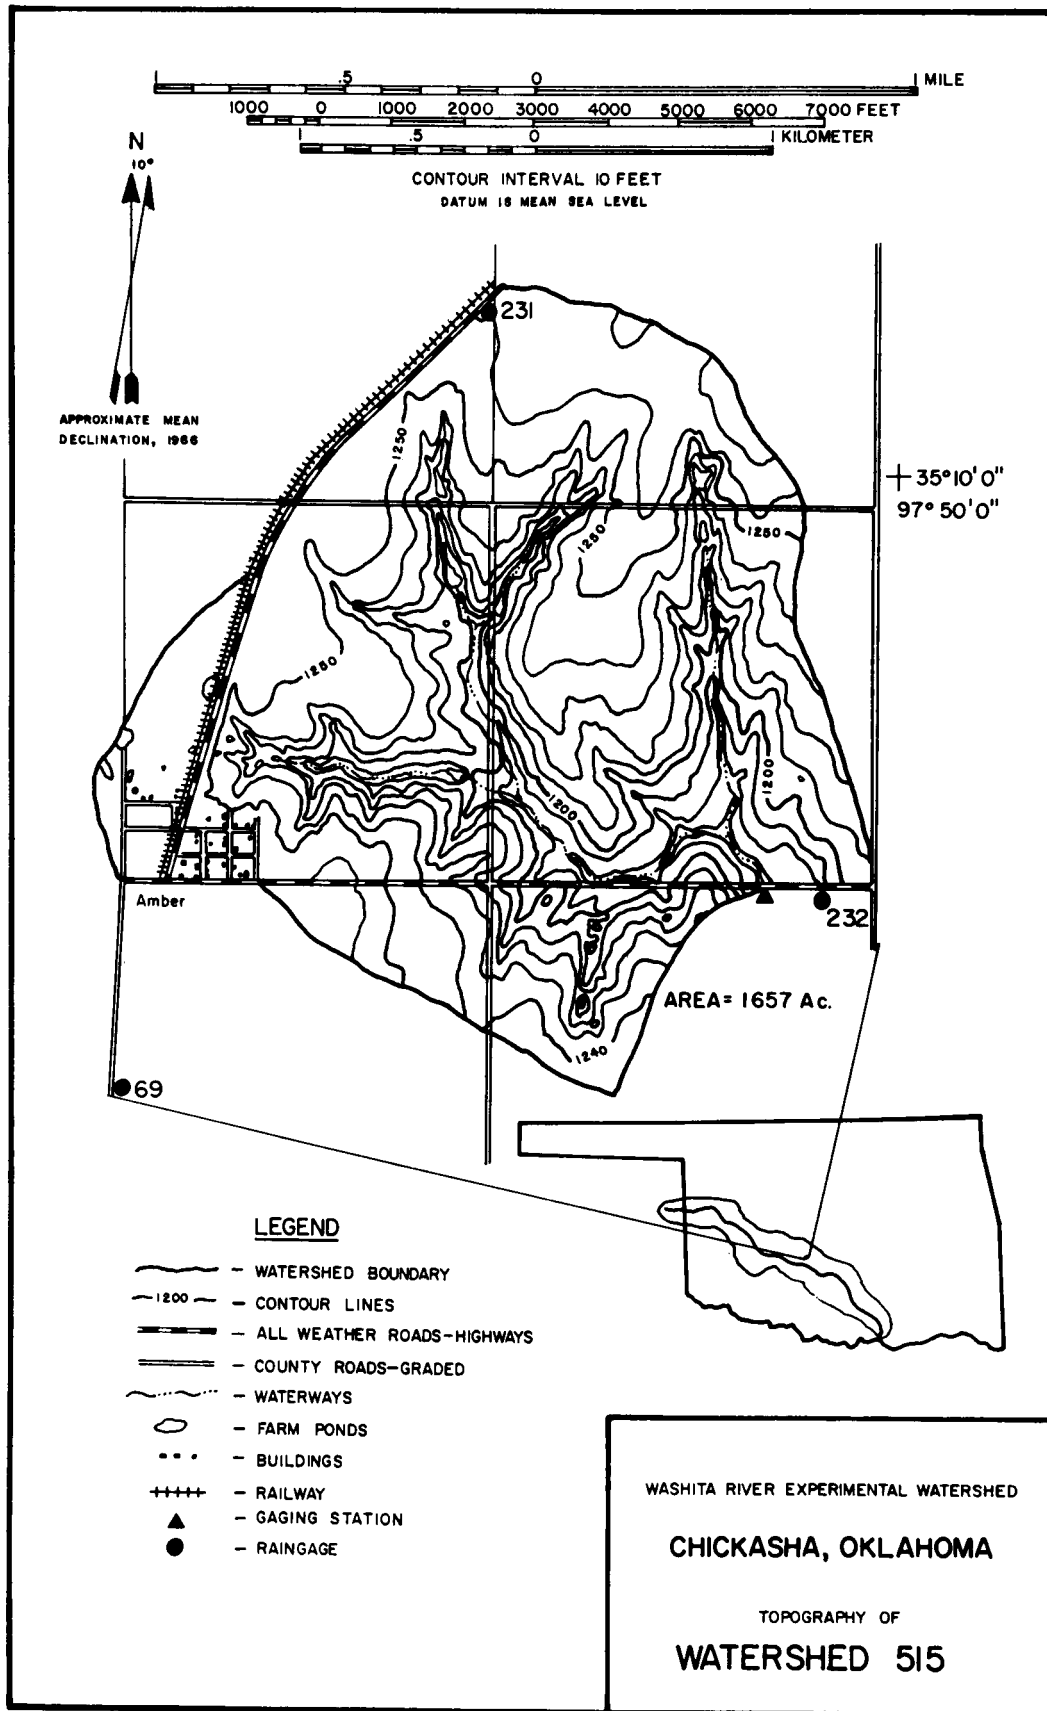 1 .5 0 1 MILE
1000 0 1000 2000 3000 4000 5000 6000 7000 FEET
1 .5 0 1 KILOMETER
N
10°
CONTOUR INTERVAL 10 FEET
DATUM IS MEAN SEA LEVEL
APPROXIMATE MEAN
DECLINATION, 1966
231
1250
35°10'0"
97°50'0"
1250
1250
1250
1200
1200
Amber
232
AREA= 1657 Ac.
1240
69
LEGEND
— WATERSHED BOUNDARY
1200 — CONTOUR LINES
— ALL WEATHER ROADS-HIGHWAYS
— COUNTY ROADS-GRADED
— WATERWAYS
— FARM PONDS
— BUILDINGS
— RAILWAY
— GAGING STATION
— RAINGAGE
WASHITA RIVER EXPERIMENTAL WATERSHED
CHICKASHA, OKLAHOMA
TOPOGRAPHY OF
WATERSHED 515